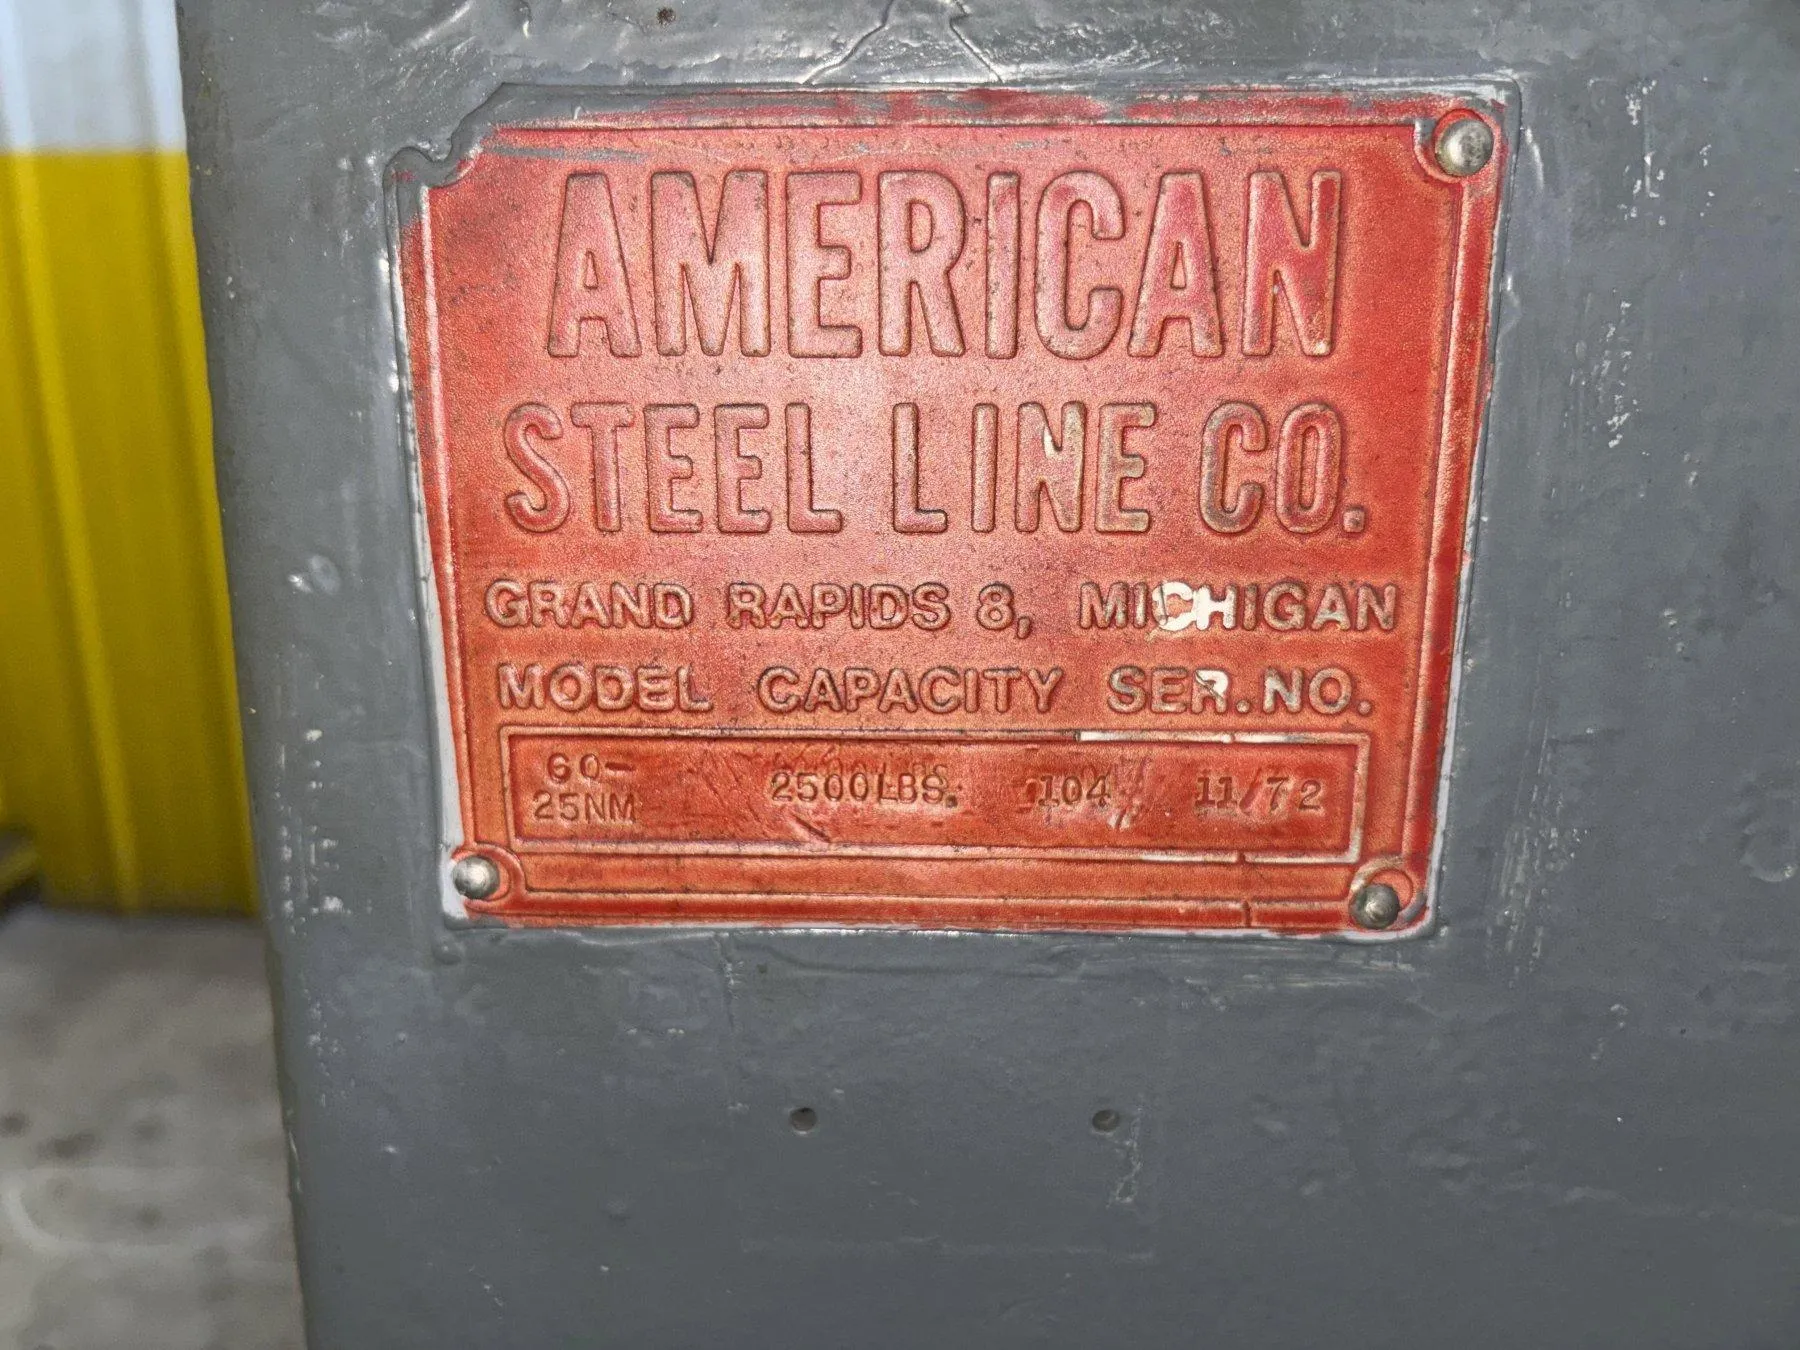 AMERICAN
STEEL LINE CO.
GRAND RAPIDS 8, MICHIGAN
MODEL CAPACITY SER. NO.
60-
25NM 2500LBS. 104 11/72